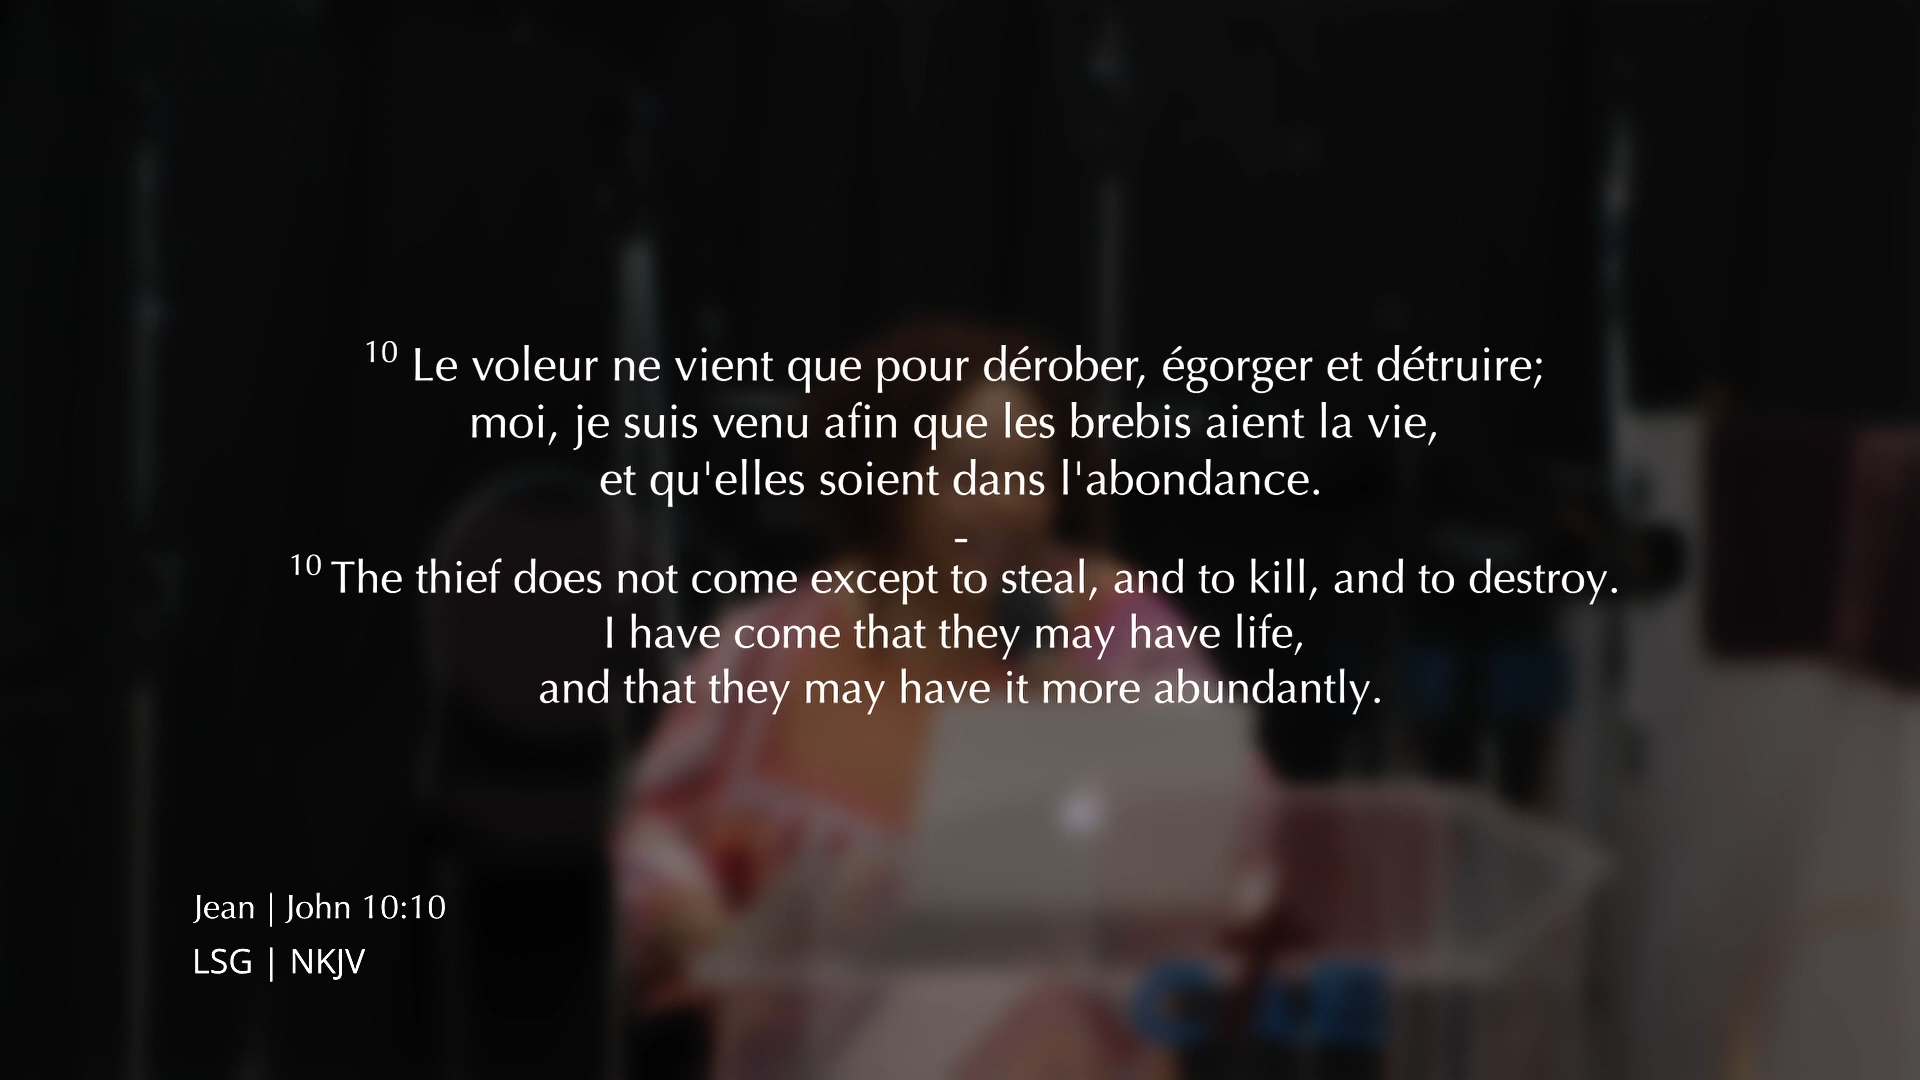 10 Le voleur ne vient que pour dérober, égorger et détruire;
moi, je suis venu afin que les brebis aient la vie,
et qu'elles soient dans l'abondance.
-
10 The thief does not come except to steal, and to kill, and to destroy.
I have come that they may have life,
and that they may have it more abundantly.
Jean | John 10:10
LSG | NKJV